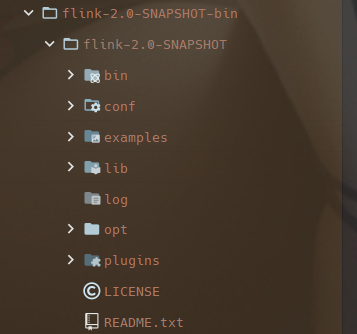 flink-2.0-SNAPSHOT-bin
flink-2.0-SNAPSHOT
bin
conf
examples
lib
log
opt
plugins
LICENSE
README.txt